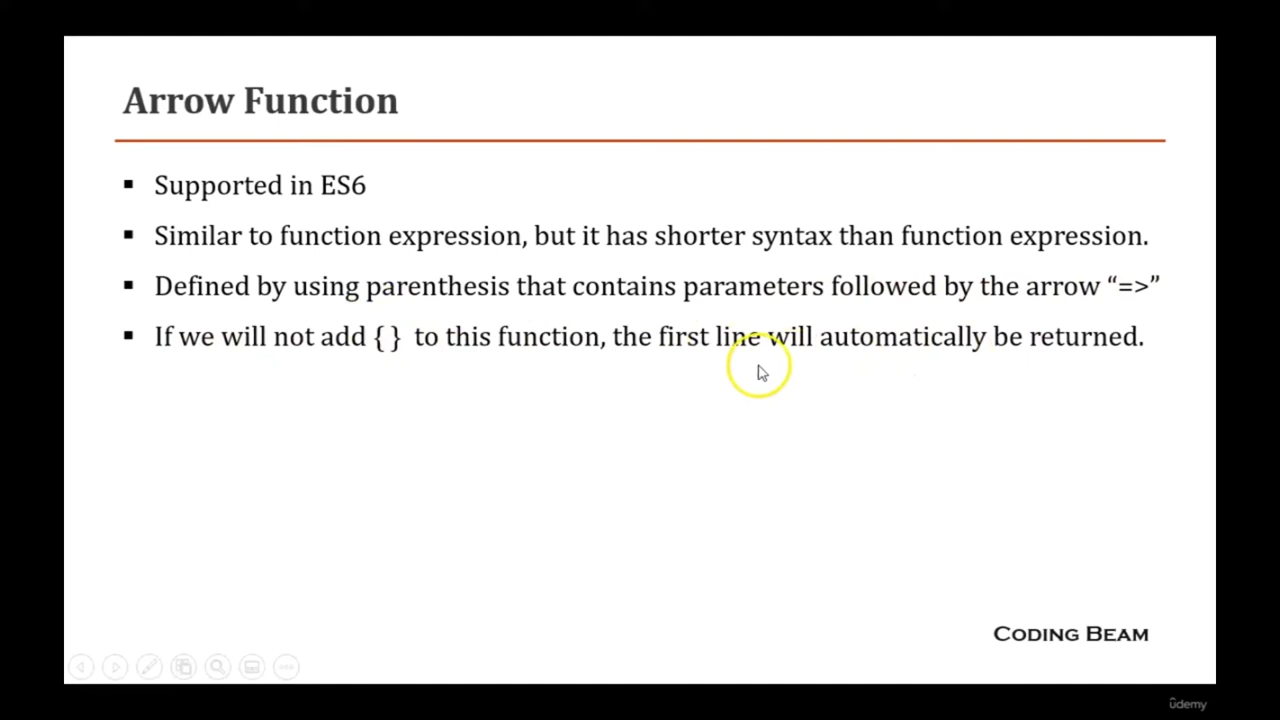 Arrow Function
▪ Supported in ES6
▪ Similar to function expression, but it has shorter syntax than function expression.
▪ Defined by using parenthesis that contains parameters followed by the arrow “=>”
▪ If we will not add { } to this function, the first line will automatically be returned.
CODING BEAM
ûdemy